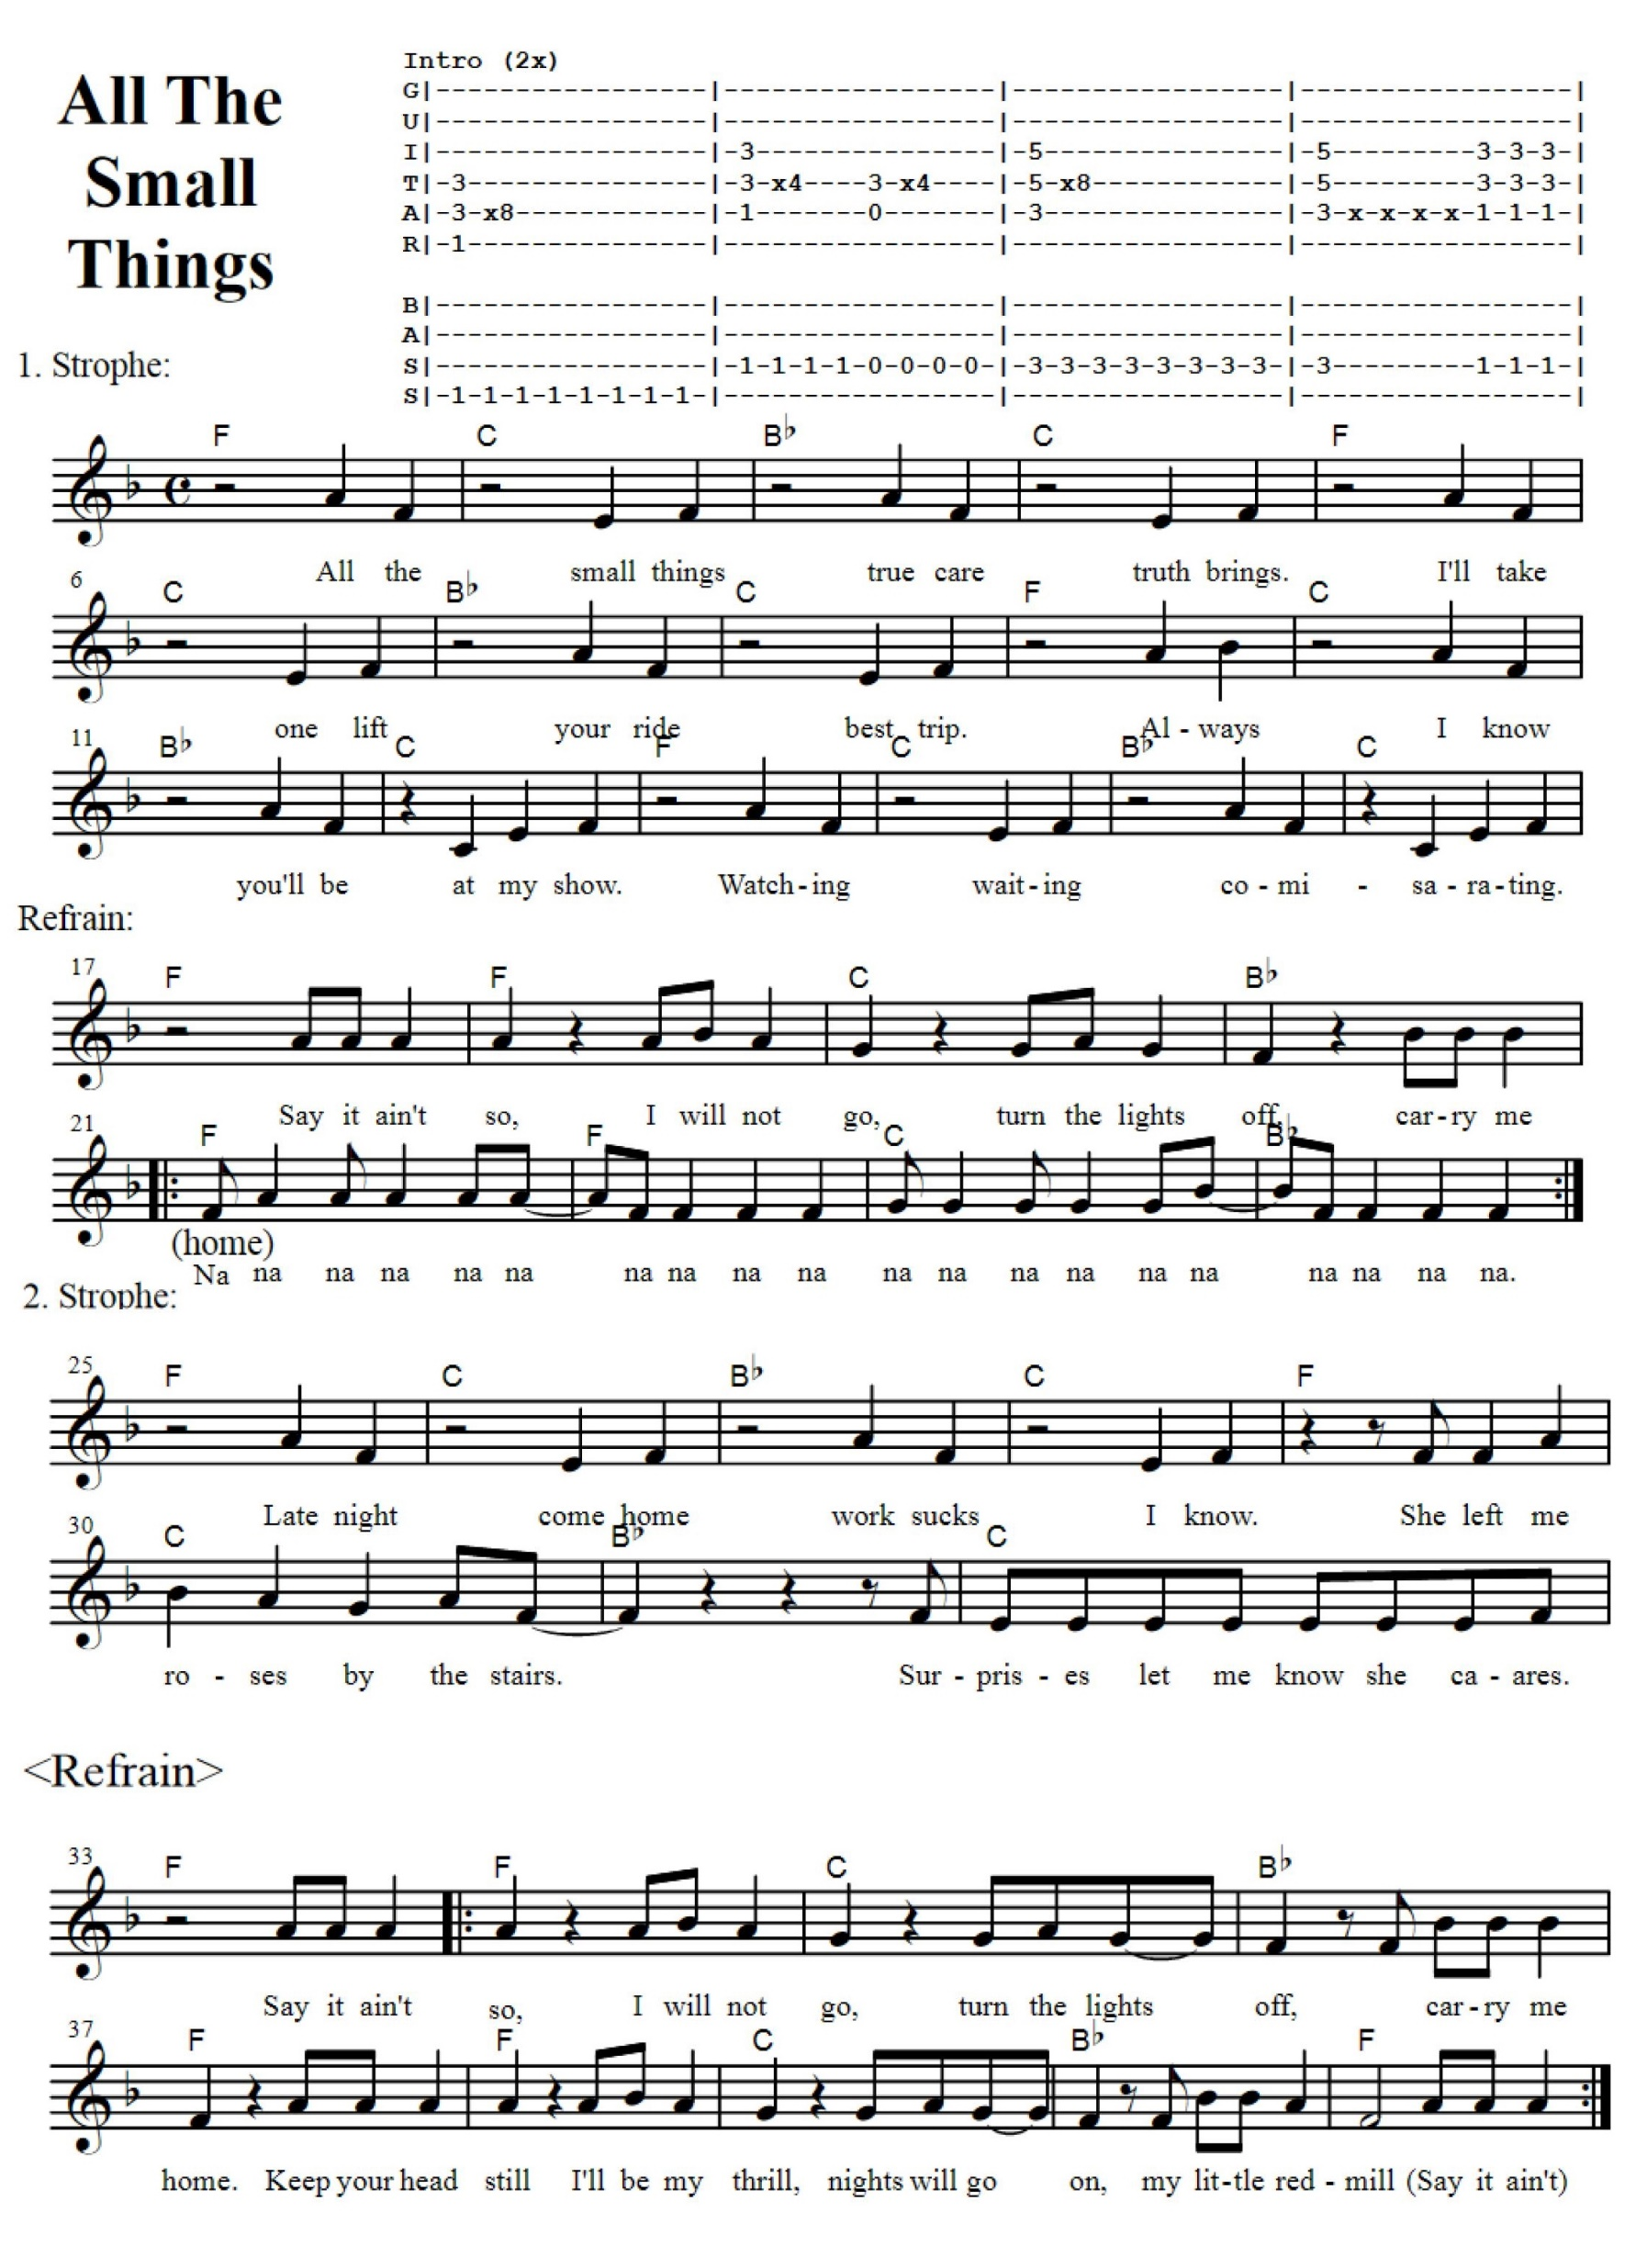 All The
Small
Things
Intro (2x)
G|-----------------|-----------------|-----------------|-----------------|
U|-----------------|-----------------|-----------------|-----------------|
I|-----------------|-3---------------|-5---------------|-5---------3-3-3-|
T|-3---------------|-3-x4----3-x4----|-5-x8------------|-5---------3-3-3-|
A|-3-x8------------|-1-------0-------|-3---------------|-3-x-x-x-x-1-1-1-|
R|-1---------------|-----------------|-----------------|-----------------|
B|-----------------|-----------------|-----------------|-----------------|
A|-----------------|-----------------|-----------------|-----------------|
S|-----------------|-1-1-1-1-0-0-0-0-|-3-3-3-3-3-3-3-3-|-3---------1-1-1-|
S|-1-1-1-1-1-1-1-1-|-----------------|-----------------|-----------------|
1. Strophe:
F C B♭ C F
All the small things true care truth brings. I'll take
6
C B♭ C F C
one lift your ride best trip. Al - ways I know
11
B♭ C F C B♭ C
you'll be at my show. Watch - ing wait - ing co - mi - sa - ra - ting.
Refrain:
17
F F C B♭
Say it ain't so, I will not go, turn the lights off, car - ry me
21
F F C B♭
(home)
Na na na na na na na na na na na na na na na na na na na na.
2. Strophe:
25
F C B♭ C F
Late night come home work sucks I know. She left me
30
C B♭ C
ro - ses by the stairs. Sur - pris - es let me know she ca - ares.
<Refrain>
33
F F C B♭
Say it ain't so, I will not go, turn the lights off, car - ry me
37
F F C B♭ F
home. Keep your head still I'll be my thrill, nights will go on, my lit - tle red - mill (Say it ain't)